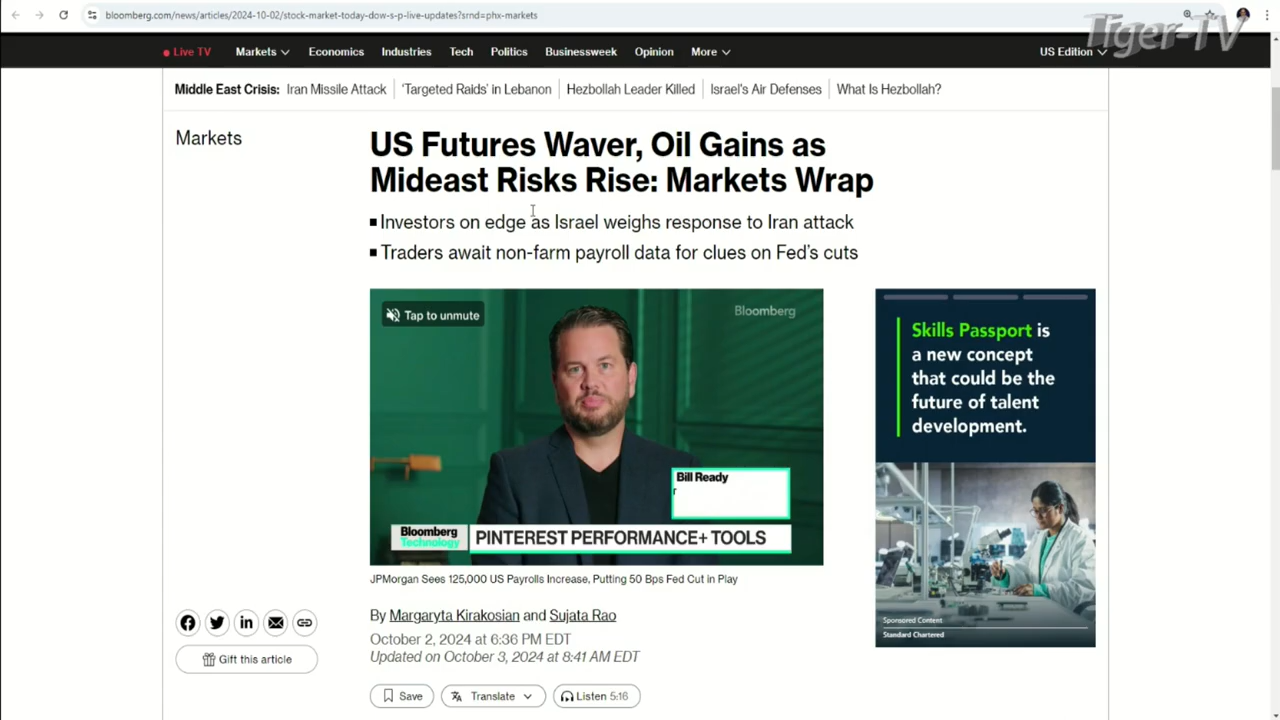 bloomberg.com/news/articles/2024-10-02/stock-market-today-dow-s-p-live-updates?srnd=phx-markets
Tiger-TV
Live TV Markets Economics Industries Tech Politics Businessweek Opinion More US Edition
Middle East Crisis: Iran Missile Attack 'Targeted Raids' in Lebanon Hezbollah Leader Killed Israel's Air Defenses What Is Hezbollah?
Markets
US Futures Waver, Oil Gains as
Mideast Risks Rise: Markets Wrap
Investors on edge as Israel weighs response to Iran attack
Traders await non-farm payroll data for clues on Fed's cuts
Tap to unmute
Bloomberg
Bill Ready
r
Bloomberg
Technology
PINTEREST PERFORMANCE+ TOOLS
JPMorgan Sees 125,000 US Payrolls Increase, Putting 50 Bps Fed Cut in Play
Skills Passport is
a new concept
that could be the
future of talent
development.
Sponsored Content
Standard Chartered
By Margaryta Kirakosian and Sujata Rao
October 2, 2024 at 6:36 PM EDT
Updated on October 3, 2024 at 8:41 AM EDT
Gift this article
Save
Translate
Listen 5:16